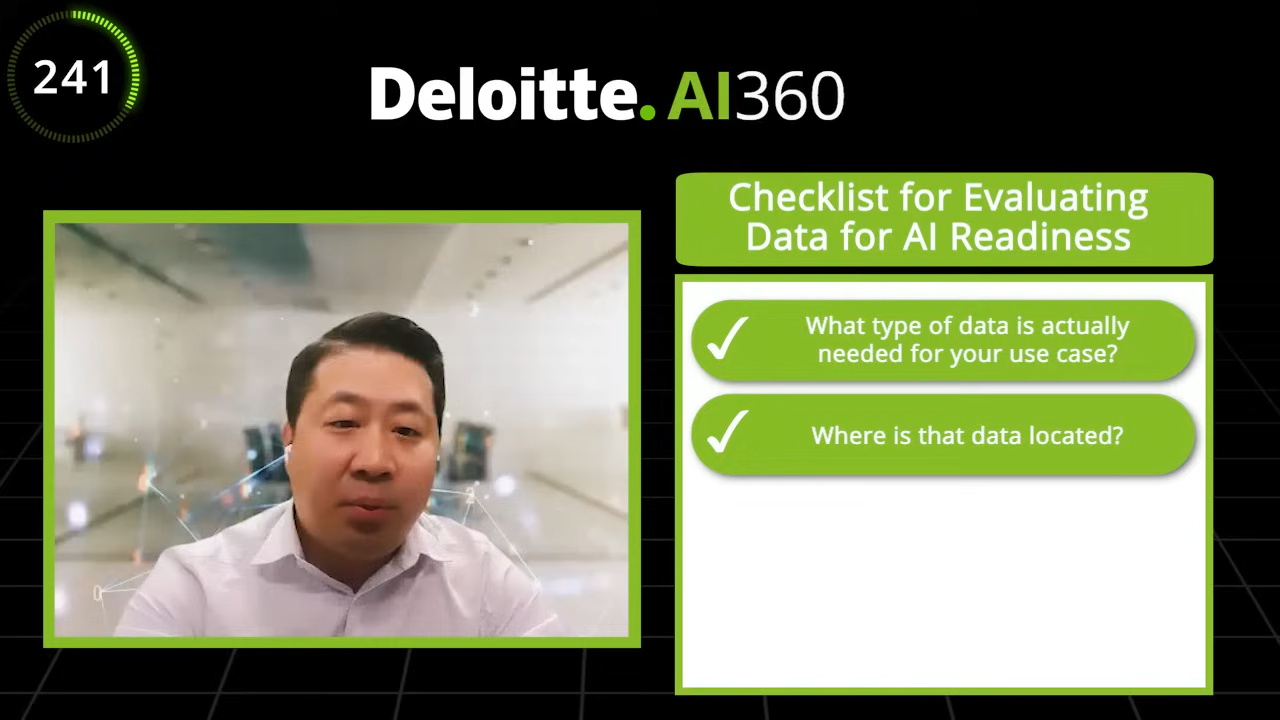 241
Deloitte. AI360
Checklist for Evaluating
Data for AI Readiness
What type of data is actually
needed for your use case?
Where is that data located?